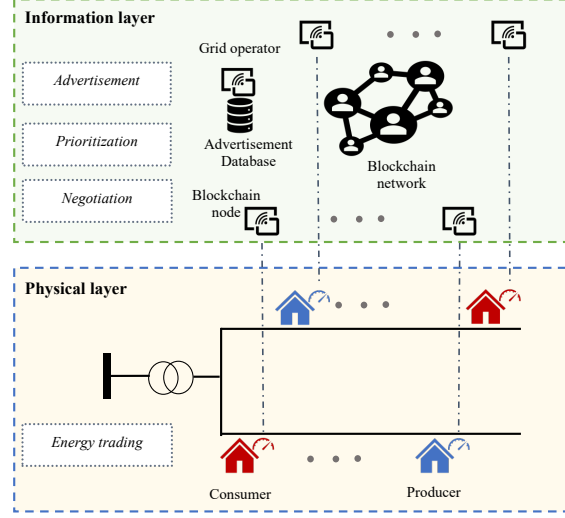 Information layer
Grid operator
Advertisement
Prioritization
Advertisement
Database
Blockchain
network
Negotiation
Blockchain
node
Physical layer
Energy trading
Consumer
Producer